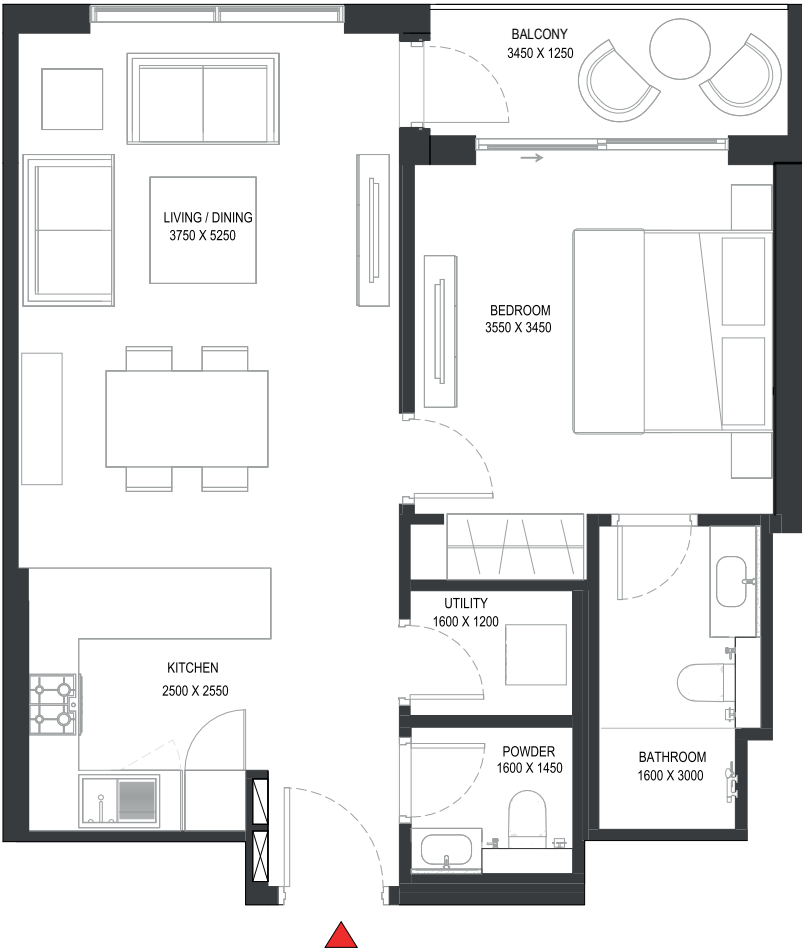 BALCONY
3450 X 1250
LIVING / DINING
3750 X 5250
BEDROOM
3550 X 3450
UTILITY
1600 X 1200
KITCHEN
2500 X 2550
POWDER
1600 X 1450
BATHROOM
1600 X 3000